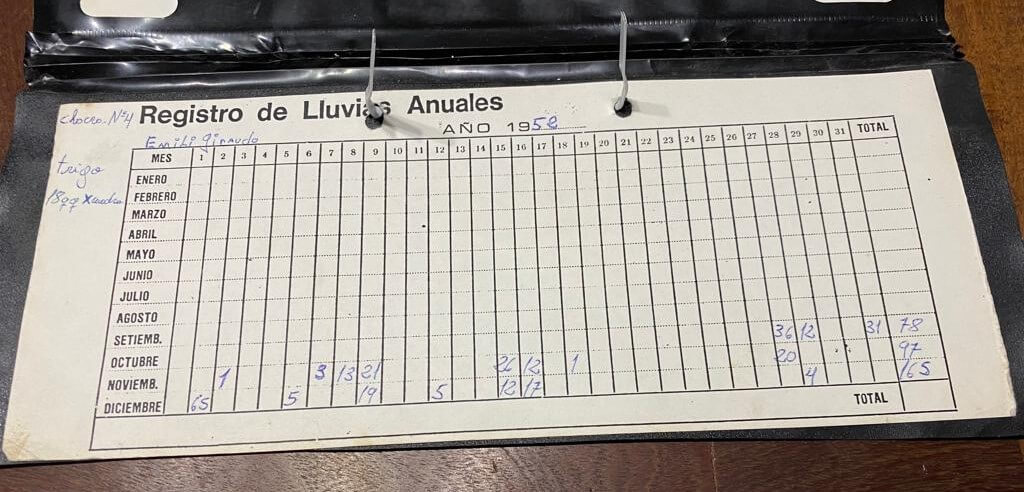 Registro de Lluvias Anuales
chacra Nº4
AÑO 1958
Emilio Giraudo
trigo
18qq x cuadra
MES 1 2 3 4 5 6 7 8 9 10 11 12 13 14 15 16 17 18 19 20 21 22 23 24 25 26 27 28 29 30 31 TOTAL
ENERO
FEBRERO
MARZO
ABRIL
MAYO
JUNIO
JULIO
AGOSTO
SETIEMB. 36 12 31 78
OCTUBRE 26 12 1 20 97
NOVIEMB. 1 3 13 21 4 165
DICIEMBRE 65 5 19 5 12 17
TOTAL